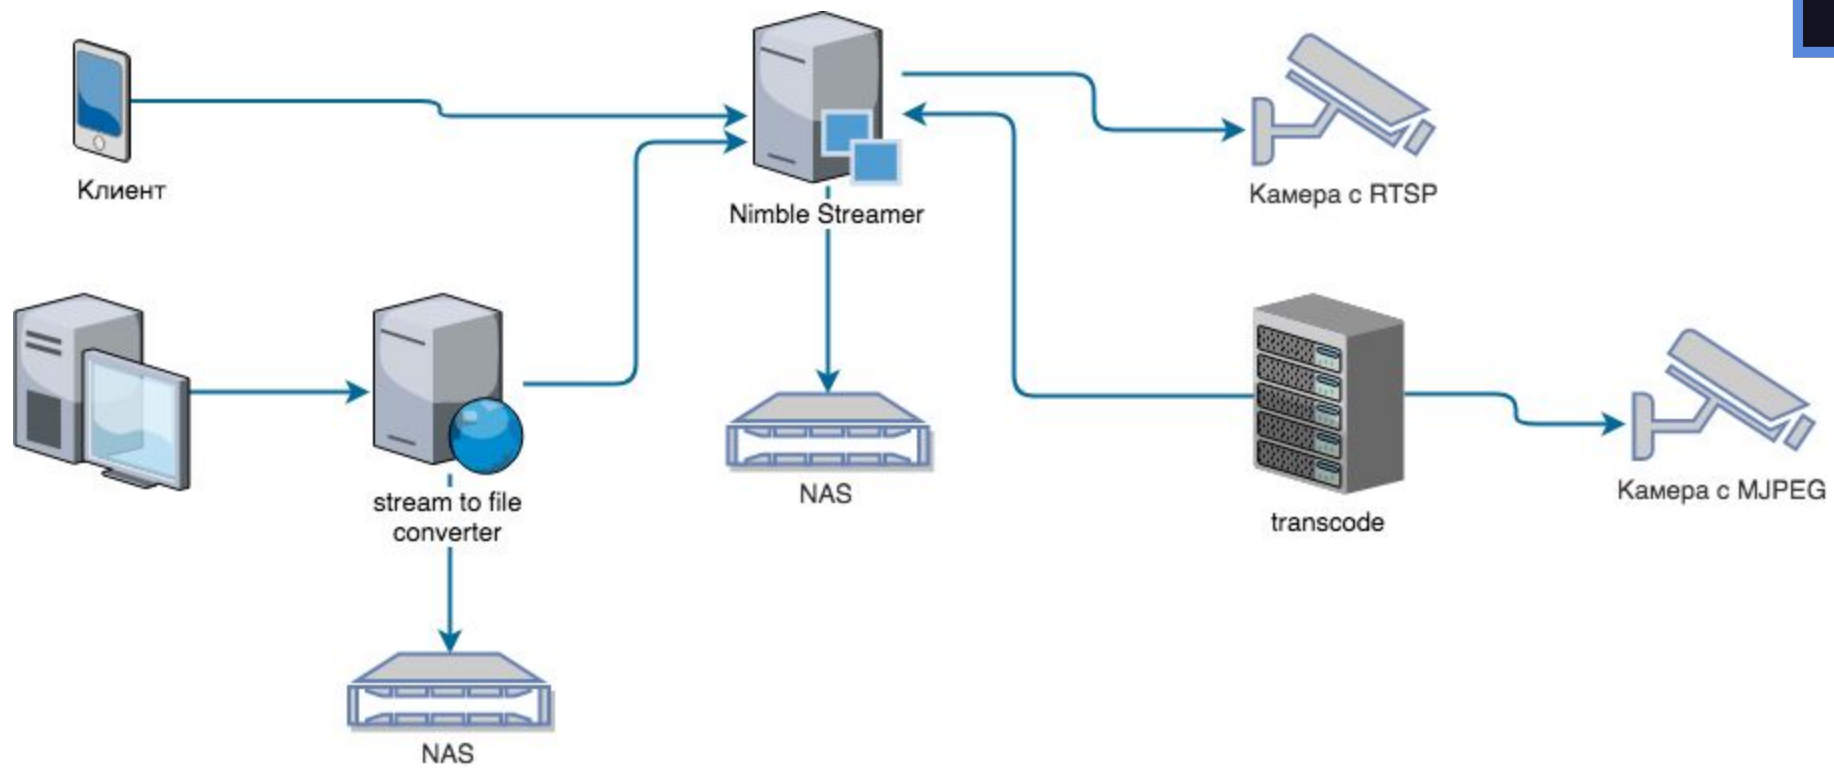 Клиент
Nimble Streamer
Камера с RTSP
stream to file
converter
NAS
transcode
Камера с MJPEG
NAS